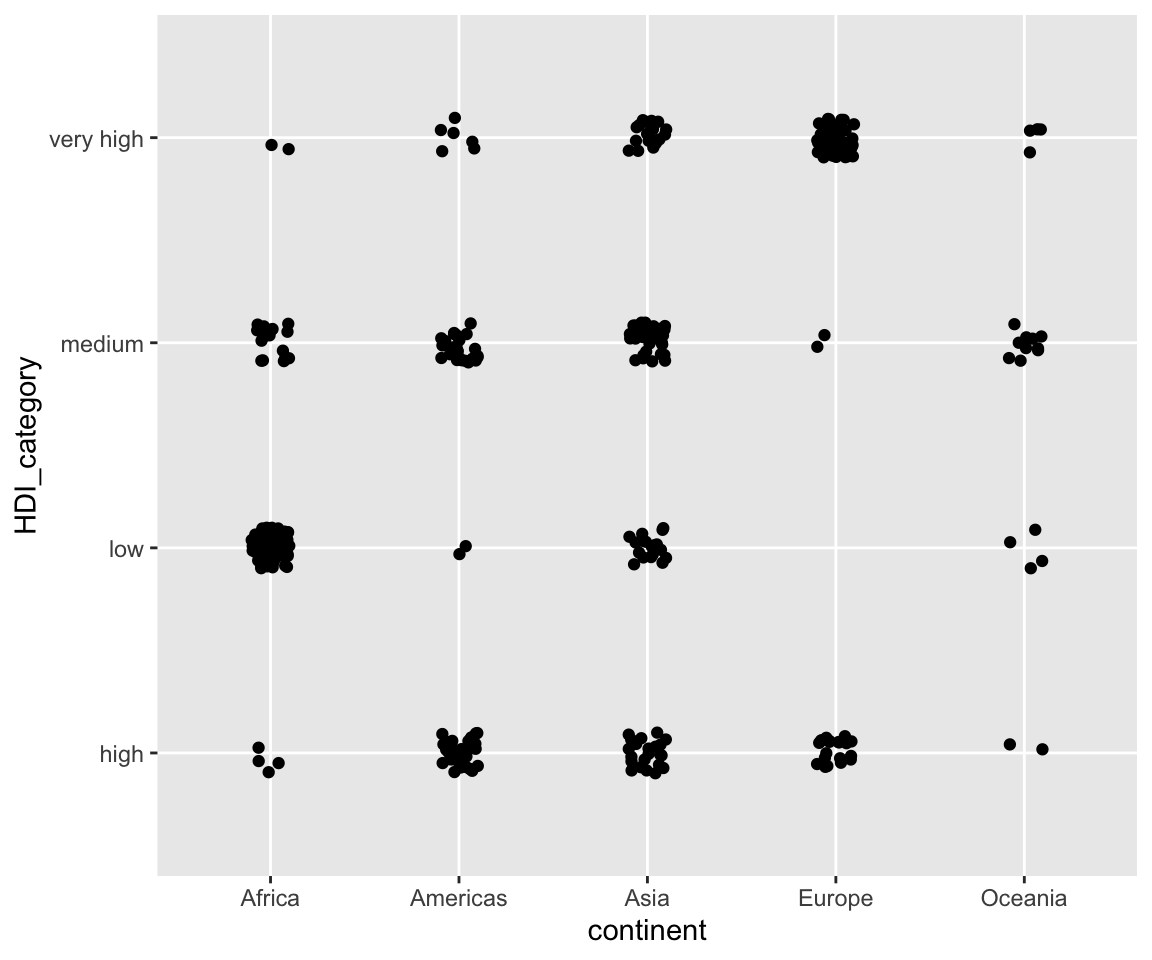 very high
medium
low
high
HDI_category
Africa Americas Asia Europe Oceania
continent